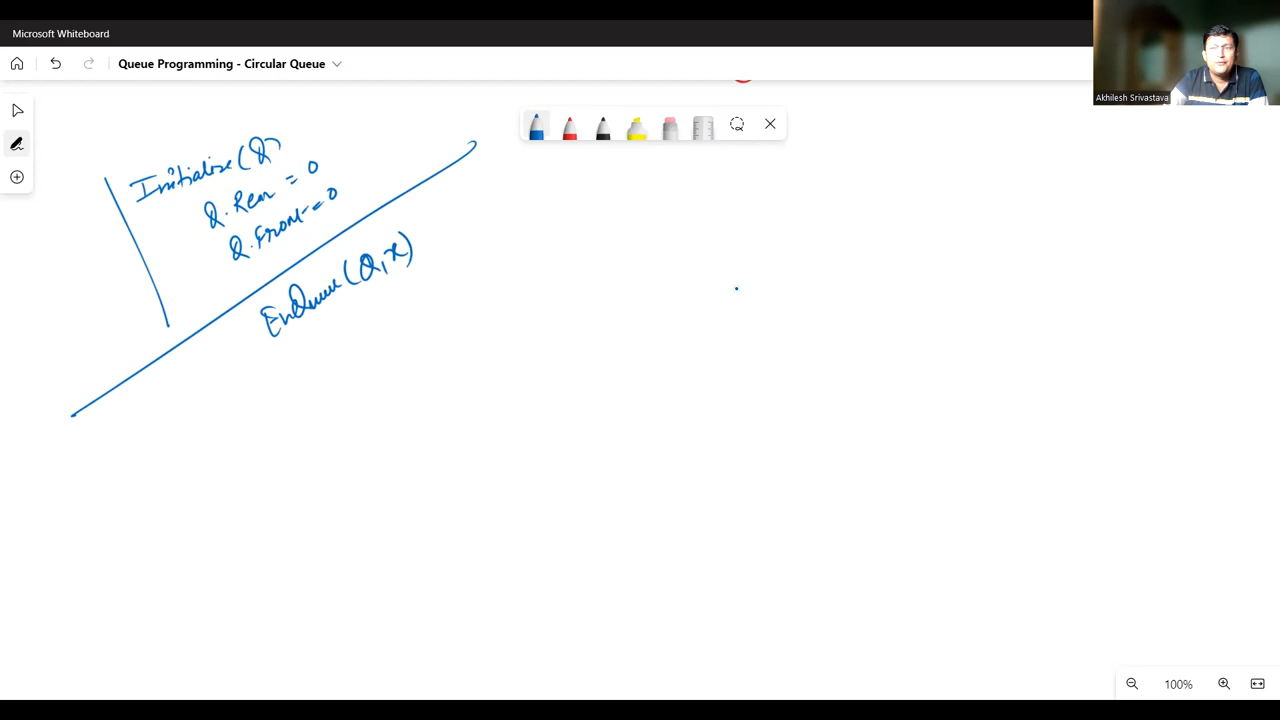 Microsoft Whiteboard
Queue Programming - Circular Queue
Akhilesh Srivastava
Initialise(Q)
Q.Rear = 0
Q.Front = 0
EnQueue(Q,x)
100%